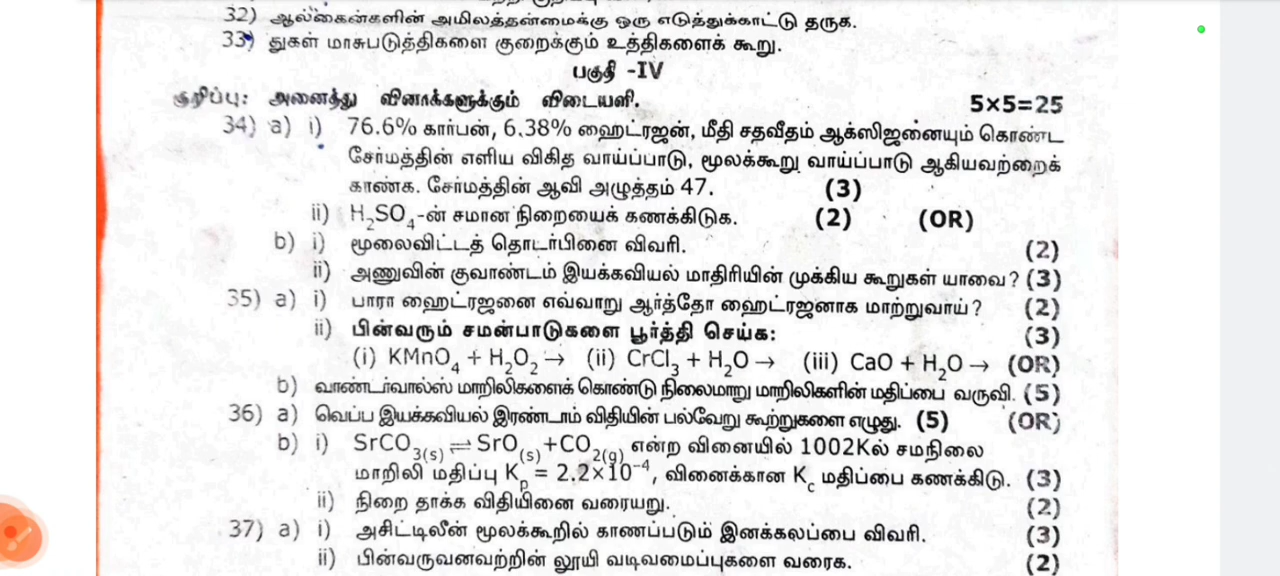 32) ஆல்கைன்களின் அமிலத்தன்மைக்கு ஒரு எடுத்துக்காட்டு தருக.
33) துகள் மாசுபடுத்திகளை குறைக்கும் உத்திகளைக் கூறு.
பகுதி -IV
குறிப்பு: அனைத்து வினாக்களுக்கும் விடையளி. 5×5=25
34) a) i) 76.6% கார்பன், 6.38% ஹைட்ரஜன், மீதி சதவீதம் ஆக்ஸிஜனையும் கொண்ட
சேர்மத்தின் எளிய விகித வாய்ப்பாடு, மூலக்கூறு வாய்ப்பாடு ஆகியவற்றைக்
காண்க. சேர்மத்தின் ஆவி அழுத்தம் 47. (3)
ii) H₂SO₄-ன் சமான நிறையைக் கணக்கிடுக. (2) (OR)
b) i) மூலைவிட்டத் தொடர்பினை விவரி. (2)
ii) அணுவின் குவாண்டம் இயக்கவியல் மாதிரியின் முக்கிய கூறுகள் யாவை? (3)
35) a) i) பாரா ஹைட்ரஜனை எவ்வாறு ஆர்த்தோ ஹைட்ரஜனாக மாற்றுவாய்? (2)
ii) பின்வரும் சமன்பாடுகளை பூர்த்தி செய்க: (3)
(i) KMnO₄ + H₂O₂ → (ii) CrCl₃ + H₂O → (iii) CaO + H₂O → (OR)
b) வாண்டர்வால்ஸ் மாறிலிகளைக் கொண்டு நிலைமாறு மாறிலிகளின் மதிப்பை வருவி. (5)
36) a) வெப்ப இயக்கவியல் இரண்டாம் விதியின் பல்வேறு கூற்றுகளை எழுது. (5) (OR)
b) i) SrCO₃(s) ⇌ SrO(s) +CO₂(g) என்ற வினையில் 1002Kல் சமநிலை
மாறிலி மதிப்பு Kp = 2.2×10⁻⁴, வினைக்கான Kc மதிப்பை கணக்கிடு. (3)
ii) நிறை தாக்க விதியினை வரையறு. (2)
37) a) i) அசிட்டிலீன் மூலக்கூறில் காணப்படும் இனக்கலப்பை விவரி. (3)
ii) பின்வருவனவற்றின் லூயி வடிவமைப்புகளை வரைக. (2)